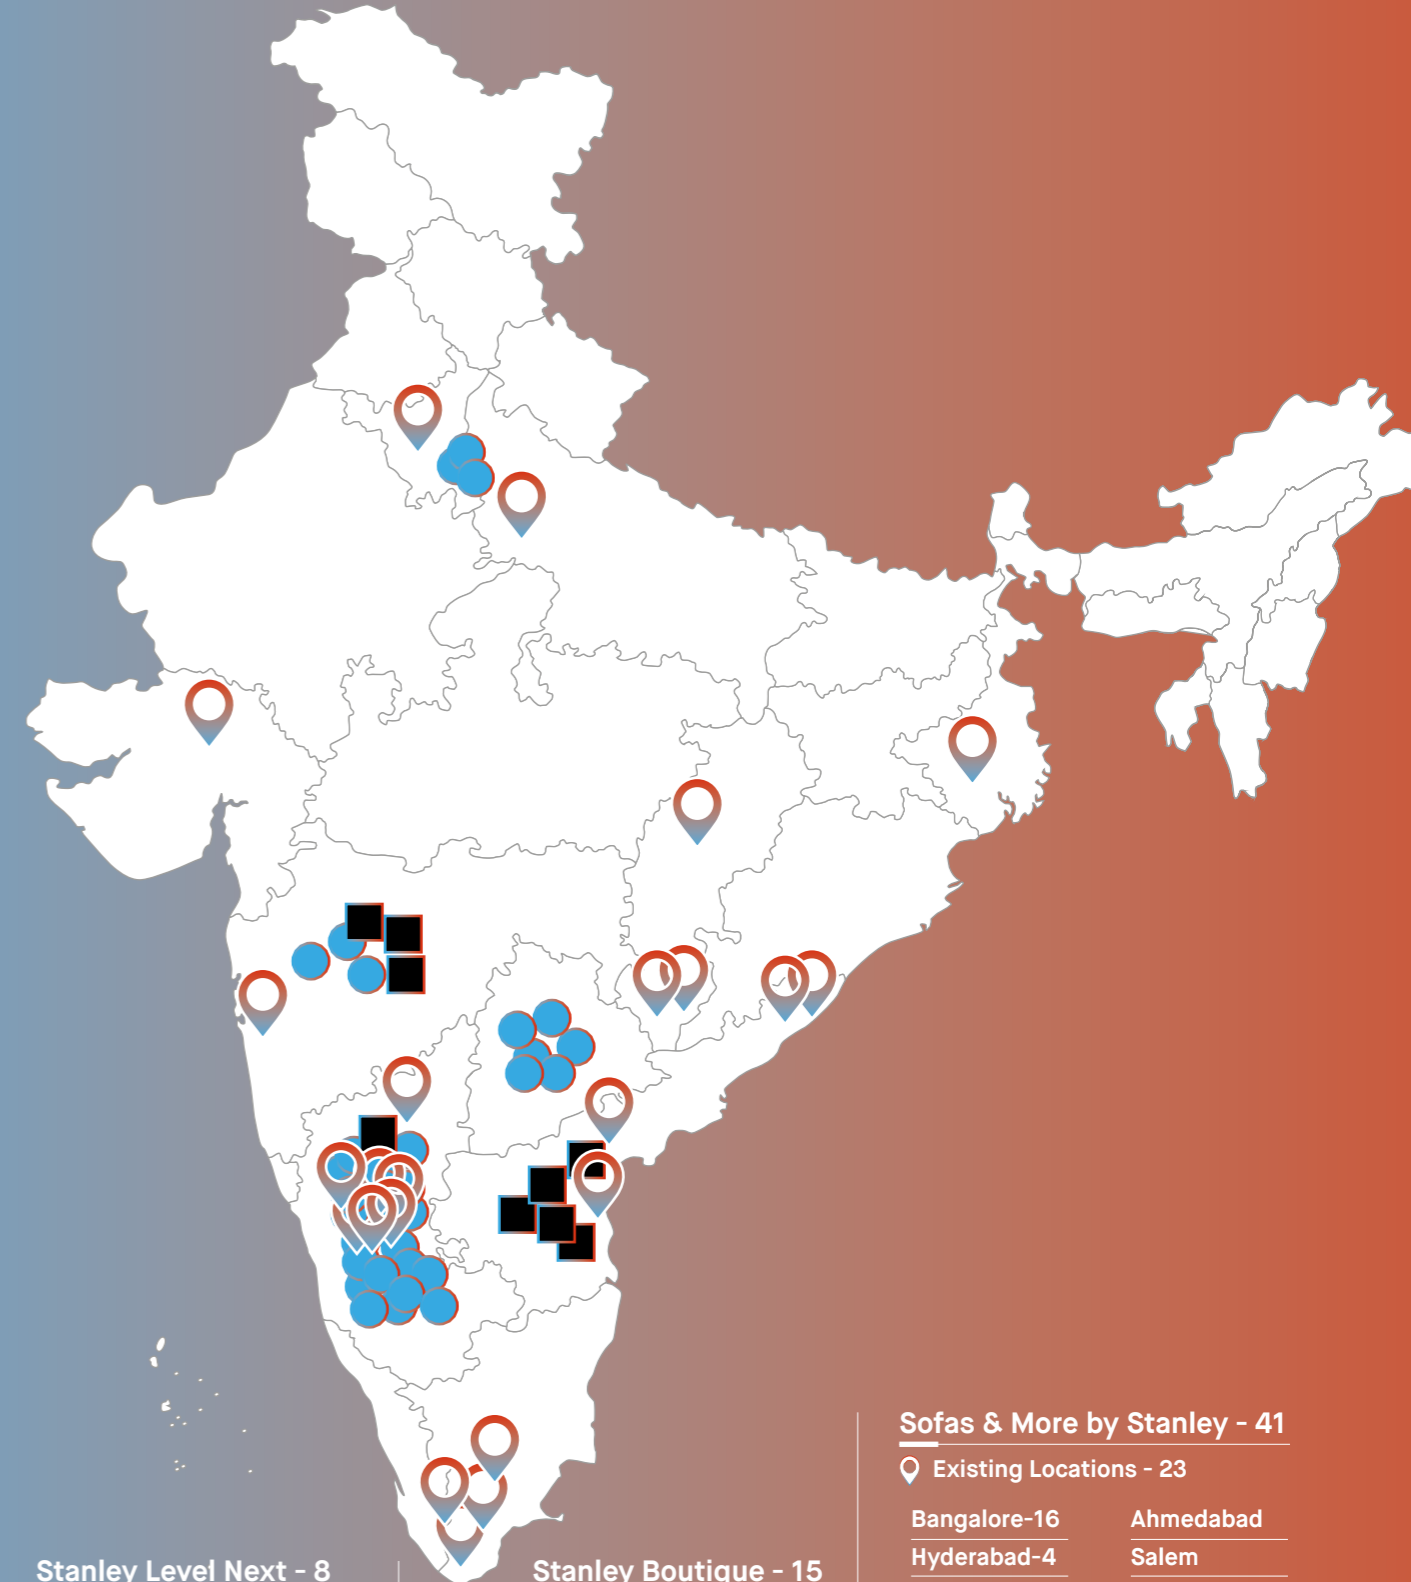 Sofas & More by Stanley - 41
Existing Locations - 23
Bangalore-16
Ahmedabad
Hyderabad-4
Salem
Stanley Level Next - 8
Stanley Boutique - 15